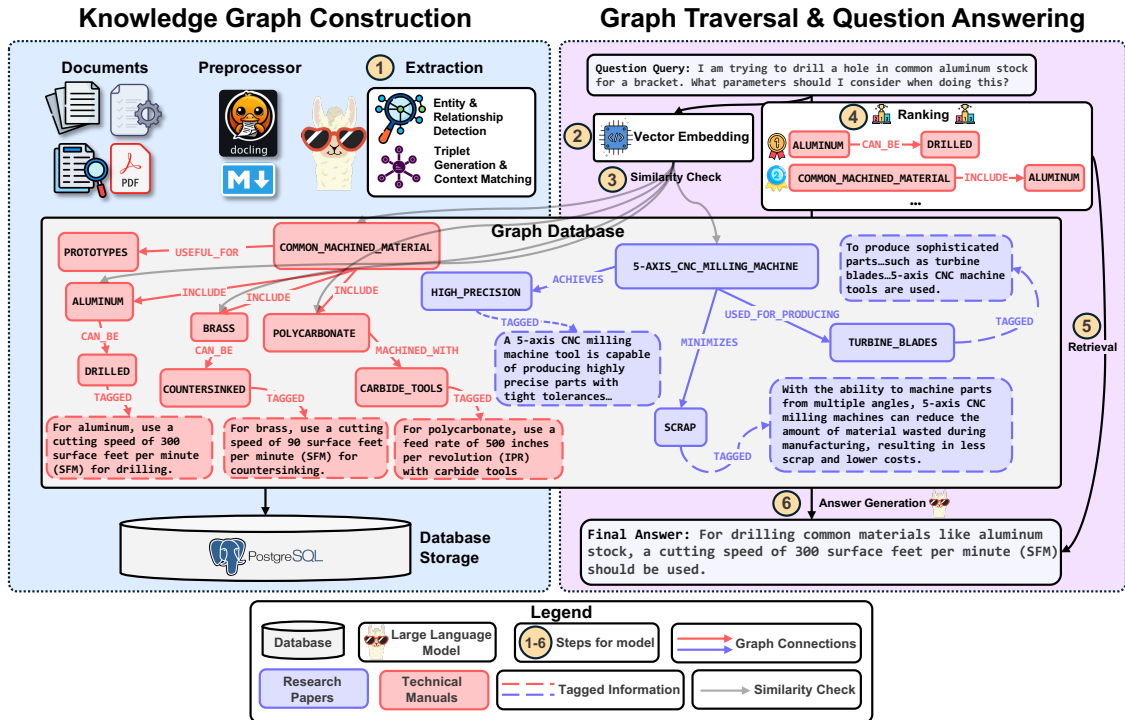 Knowledge Graph Construction
Graph Traversal & Question Answering
Documents
Preprocessor
1
Extraction
docling
M
PDF
Entity &
Relationship
Detection
Triplet
Generation &
Context Matching
Question Query: I am trying to drill a hole in common aluminum stock
for a bracket. What parameters should I consider when doing this?
2
Vector Embedding
3
Similarity Check
4
Ranking
1
ALUMINUM
CAN_BE
DRILLED
2
COMMON_MACHINED_MATERIAL
INCLUDE
ALUMINUM
...
5
Retrieval
Graph Database
PROTOTYPES
USEFUL_FOR
COMMON_MACHINED_MATERIAL
INCLUDE
INCLUDE
INCLUDE
ALUMINUM
BRASS
POLYCARBONATE
CAN_BE
CAN_BE
MACHINED_WITH
DRILLED
COUNTERSINKED
CARBIDE_TOOLS
TAGGED
TAGGED
TAGGED
For aluminum, use a
cutting speed of 300
surface feet per minute
(SFM) for drilling.
For brass, use a cutting
speed of 90 surface feet
per minute (SFM) for
countersinking.
For polycarbonate, use a
feed rate of 500 inches
per revolution (IPR)
with carbide tools
5-AXIS_CNC_MILLING_MACHINE
ACHIEVES
HIGH_PRECISION
TAGGED
A 5-axis CNC milling
machine tool is capable
of producing highly
precise parts with
tight tolerances…
MINIMIZES
SCRAP
TAGGED
USED_FOR_PRODUCING
TURBINE_BLADES
TAGGED
To produce sophisticated
parts…such as turbine
blades…5-axis CNC machine
tools are used.
With the ability to machine parts
from multiple angles, 5-axis CNC
milling machines can reduce the
amount of material wasted during
manufacturing, resulting in less
scrap and lower costs.
PostgreSQL
Database
Storage
6
Answer Generation
Final Answer: For drilling common materials like aluminum
stock, a cutting speed of 300 surface feet per minute (SFM)
should be used.
Legend
Database
Large Language
Model
1-6
Steps for model
Graph Connections
Research
Papers
Technical
Manuals
Tagged Information
Similarity Check